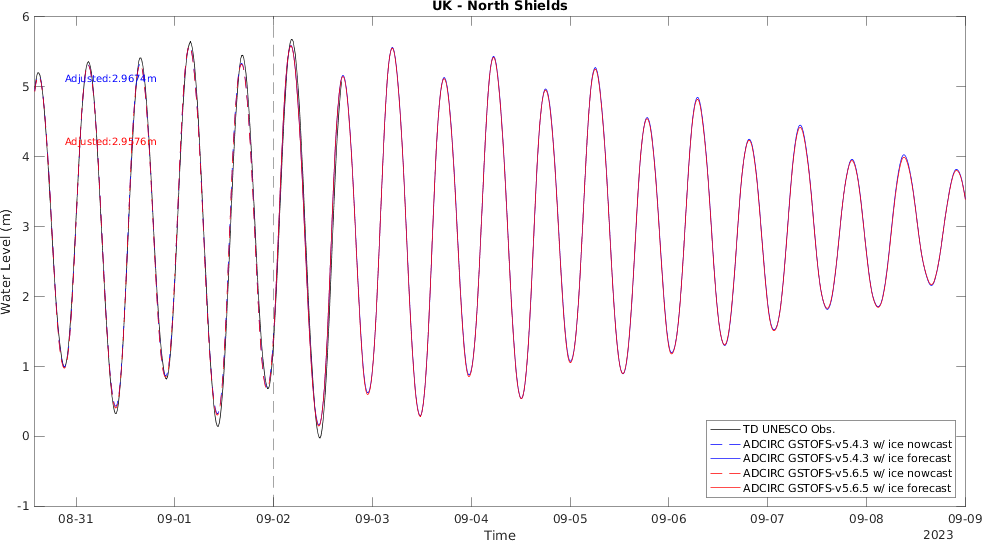 UK - North Shields
6
5
4
3
2
1
0
-1
Water Level (m)
Adjusted:2.9674m
Adjusted:2.9576m
TD UNESCO Obs.
ADCIRC GSTOFS-v5.4.3 w/ ice nowcast
ADCIRC GSTOFS-v5.4.3 w/ ice forecast
ADCIRC GSTOFS-v5.6.5 w/ ice nowcast
ADCIRC GSTOFS-v5.6.5 w/ ice forecast
08-31 09-01 09-02 09-03 09-04 09-05 09-06 09-07 09-08 09-09
Time
2023